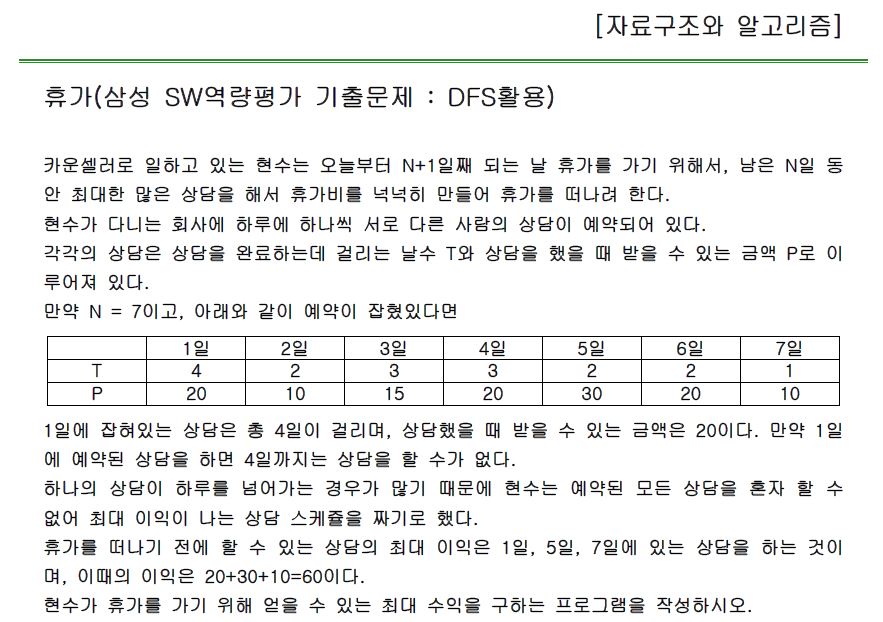 [자료구조와 알고리즘]
휴가(삼성 SW역량평가 기출문제 : DFS활용)
카운셀러로 일하고 있는 현수는 오늘부터 N+1일째 되는 날 휴가를 가기 위해서, 남은 N일 동
안 최대한 많은 상담을 해서 휴가비를 넉넉히 만들어 휴가를 떠나려 한다.
현수가 다니는 회사에 하루에 하나씩 서로 다른 사람의 상담이 예약되어 있다.
각각의 상담은 상담을 완료하는데 걸리는 날수 T와 상담을 했을 때 받을 수 있는 금액 P로 이
루어져 있다.
만약 N = 7이고, 아래와 같이 예약이 잡혔있다면
1일 2일 3일 4일 5일 6일 7일
T 4 2 3 3 2 2 1
P 20 10 15 20 30 20 10
1일에 잡혀있는 상담은 총 4일이 걸리며, 상담했을 때 받을 수 있는 금액은 20이다. 만약 1일
에 예약된 상담을 하면 4일까지는 상담을 할 수가 없다.
하나의 상담이 하루를 넘어가는 경우가 많기 때문에 현수는 예약된 모든 상담을 혼자 할 수
없어 최대 이익이 나는 상담 스케쥴을 짜기로 했다.
휴가를 떠나기 전에 할 수 있는 상담의 최대 이익은 1일, 5일, 7일에 있는 상담을 하는 것이
며, 이때의 이익은 20+30+10=60이다.
현수가 휴가를 가기 위해 얻을 수 있는 최대 수익을 구하는 프로그램을 작성하시오.